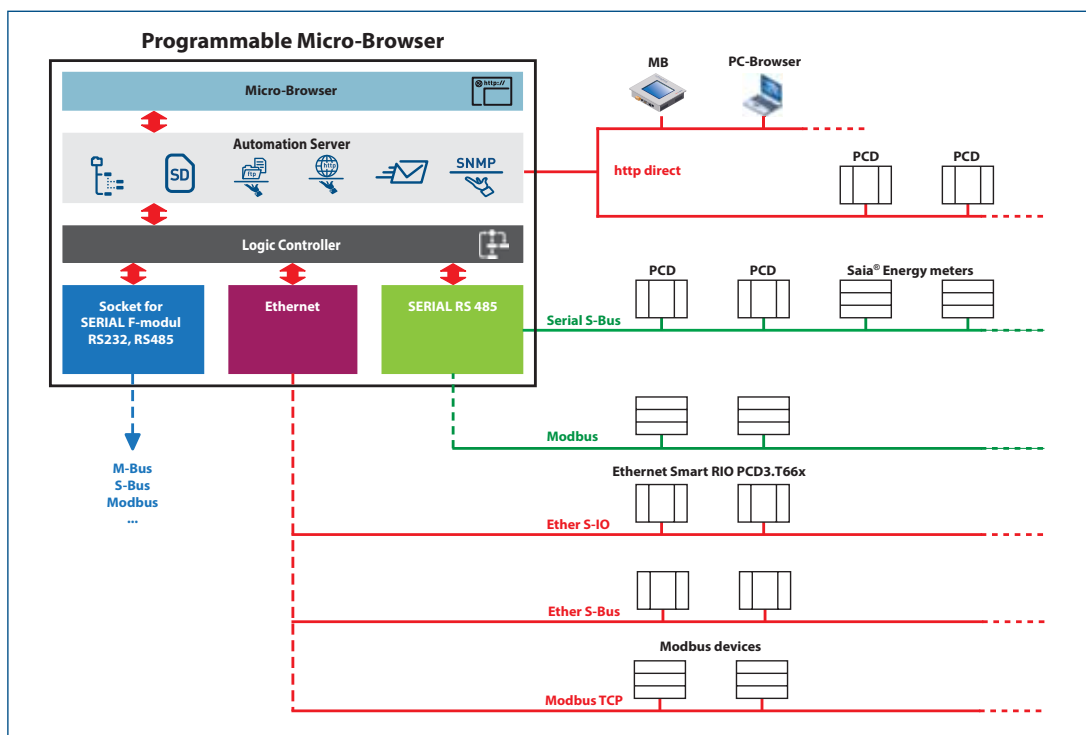 Programmable Micro-Browser
Micro-Browser
http://
Automation Server
SD
ftp
http
SNMP
Logic Controller
Socket for
SERIAL F-modul
RS232, RS485
Ethernet
SERIAL RS 485
M-Bus
S-Bus
Modbus
...
MB
PC-Browser
http direct
PCD
PCD
PCD
PCD
Saia® Energy meters
Serial S-Bus
Modbus
Ethernet Smart RIO PCD3.T66x
Ether S-IO
Ether S-Bus
Modbus devices
Modbus TCP